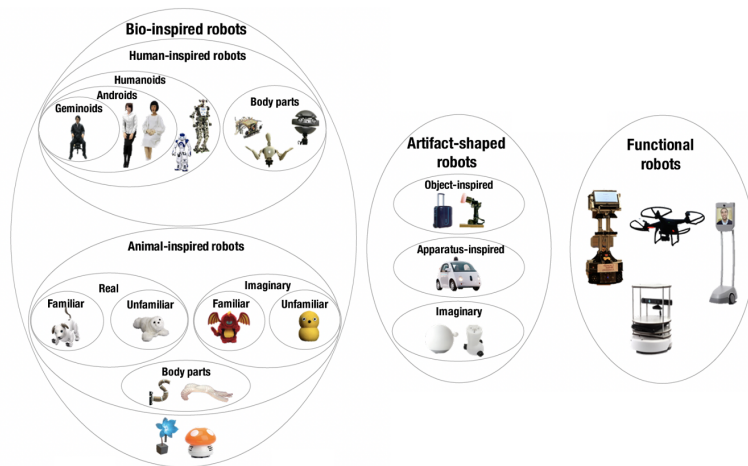 Bio-inspired robots
Human-inspired robots
Humanoids
Androids
Geminoids
Body parts
Animal-inspired robots
Real
Familiar
Unfamiliar
Imaginary
Familiar
Unfamiliar
Body parts
Artifact-shaped
robots
Object-inspired
Apparatus-inspired
Imaginary
Functional
robots